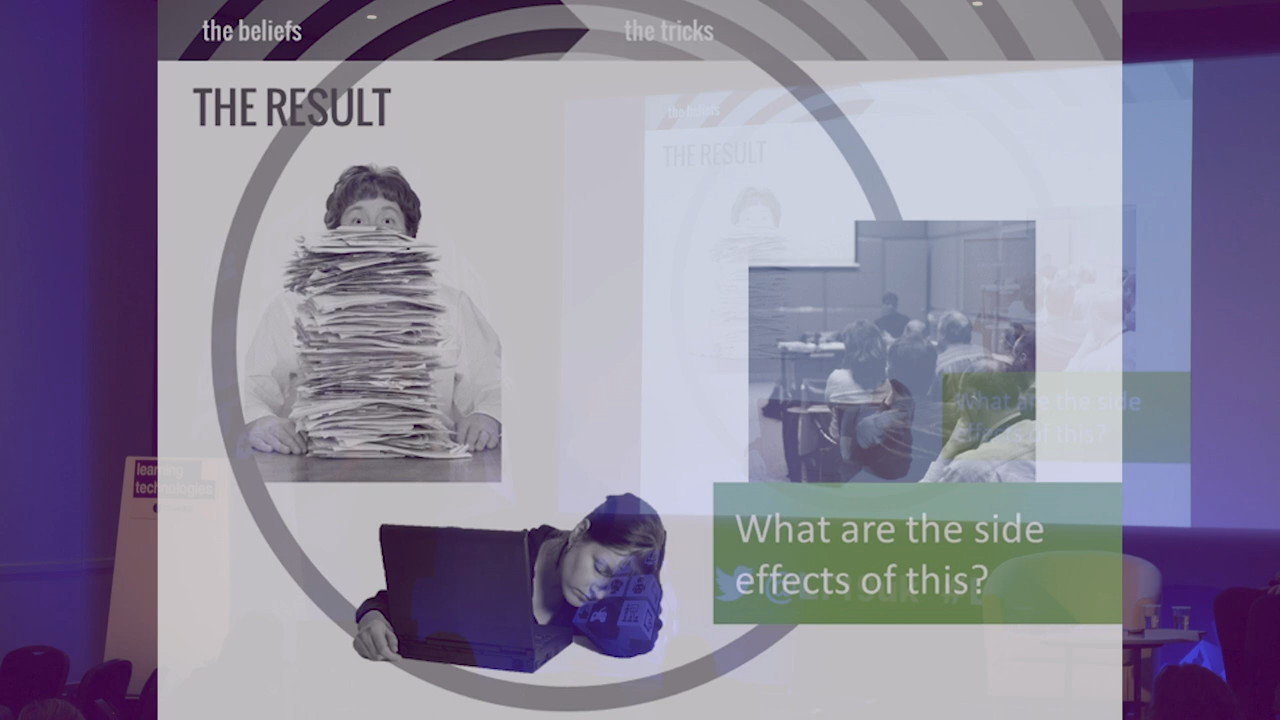 the beliefs
the tricks
THE RESULT
the beliefs
THE RESULT
What are the side
effects of this?
learning
technologies
What are the side
effects of this?